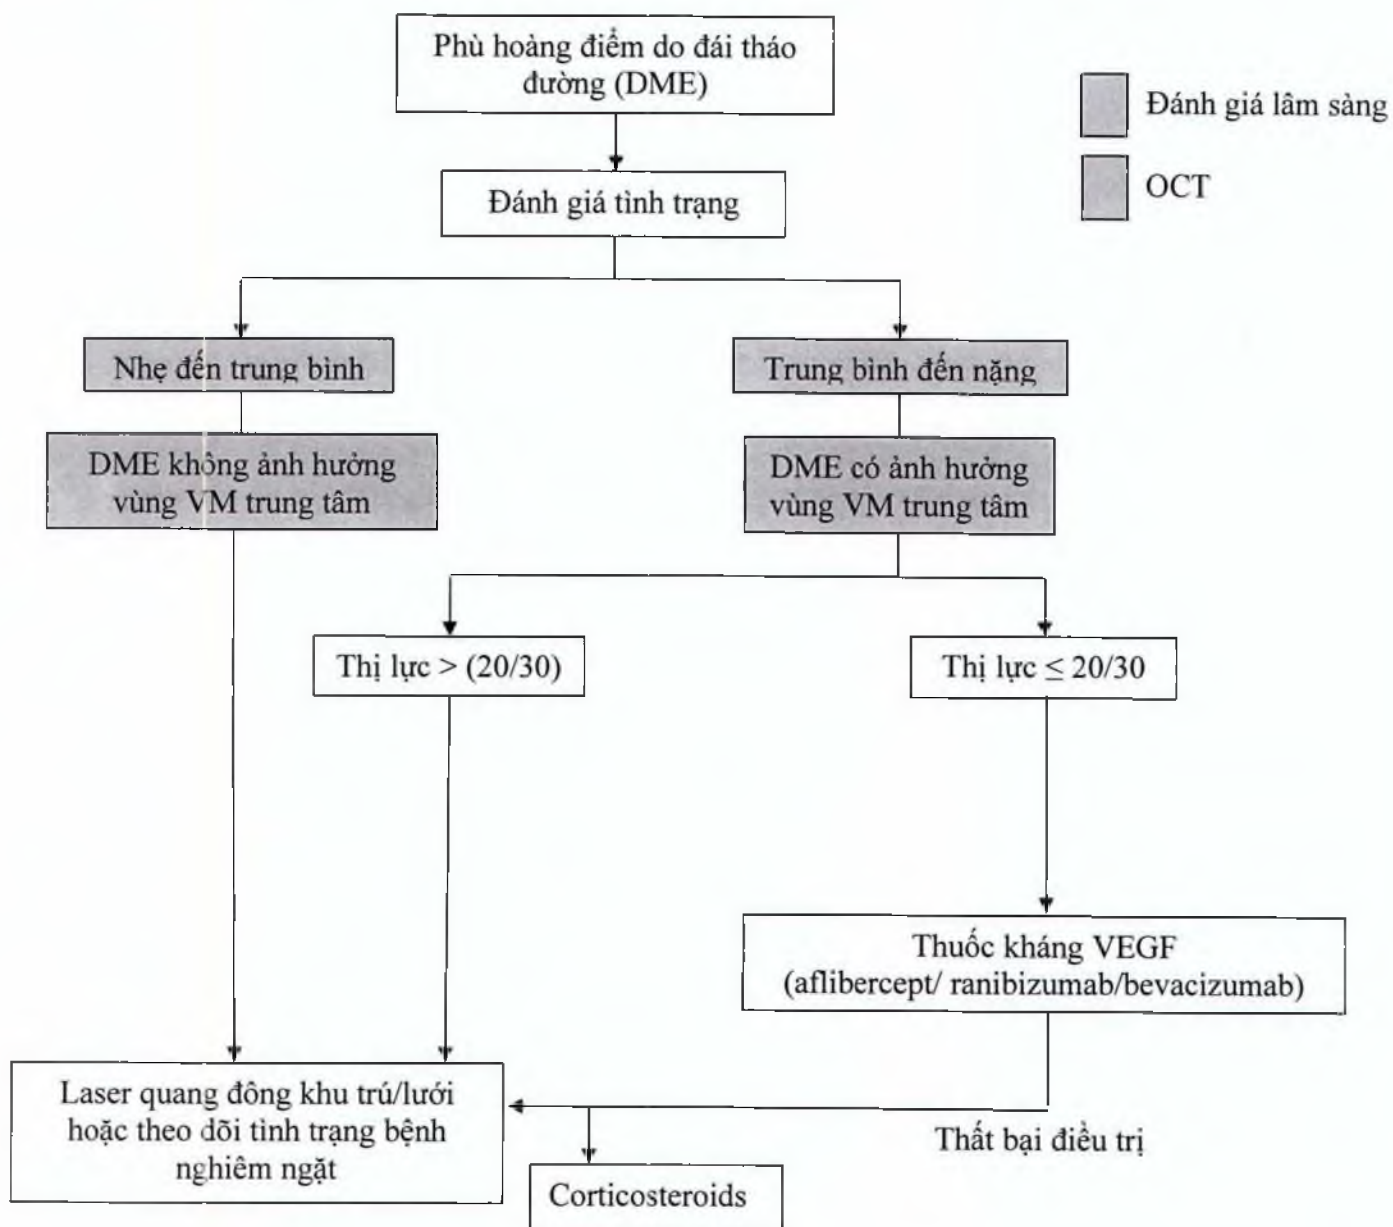 Phù hoàng điểm do đái tháo
đường (DME)
Đánh giá lâm sàng
OCT
Đánh giá tình trạng
Nhẹ đến trung bình
Trung bình đến nặng
DME không ảnh hưởng
vùng VM trung tâm
DME có ảnh hưởng
vùng VM trung tâm
Thị lực > (20/30)
Thị lực ≤ 20/30
Thuốc kháng VEGF
(aflibercept/ ranibizumab/bevacizumab)
Laser quang đông khu trú/lưới
hoặc theo dõi tình trạng bệnh
nghiêm ngặt
Thất bại điều trị
Corticosteroids